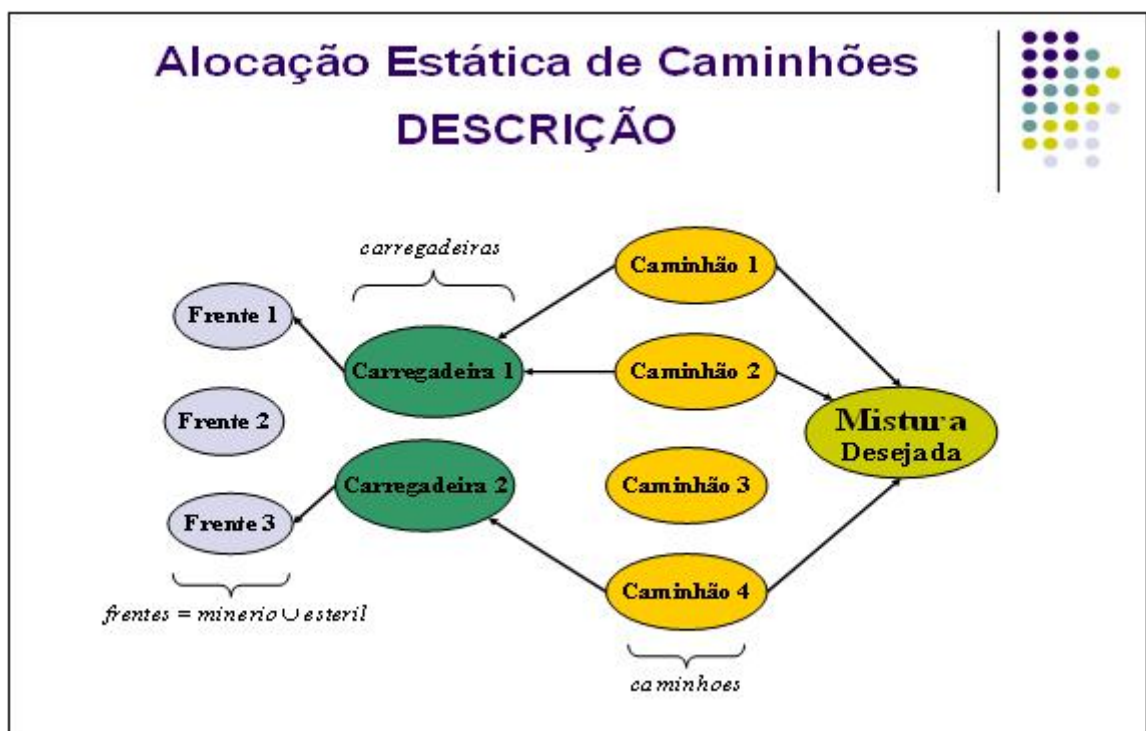 Alocação Estática de Caminhões
DESCRIÇÃO
carregadeiras
Caminhão 1
Frente 1
Carregadeira 1
Caminhão 2
Frente 2
Mistura
Desejada
Carregadeira 2
Caminhão 3
Frente 3
Caminhão 4
frentes = minerio ∪ esteril
caminhoes